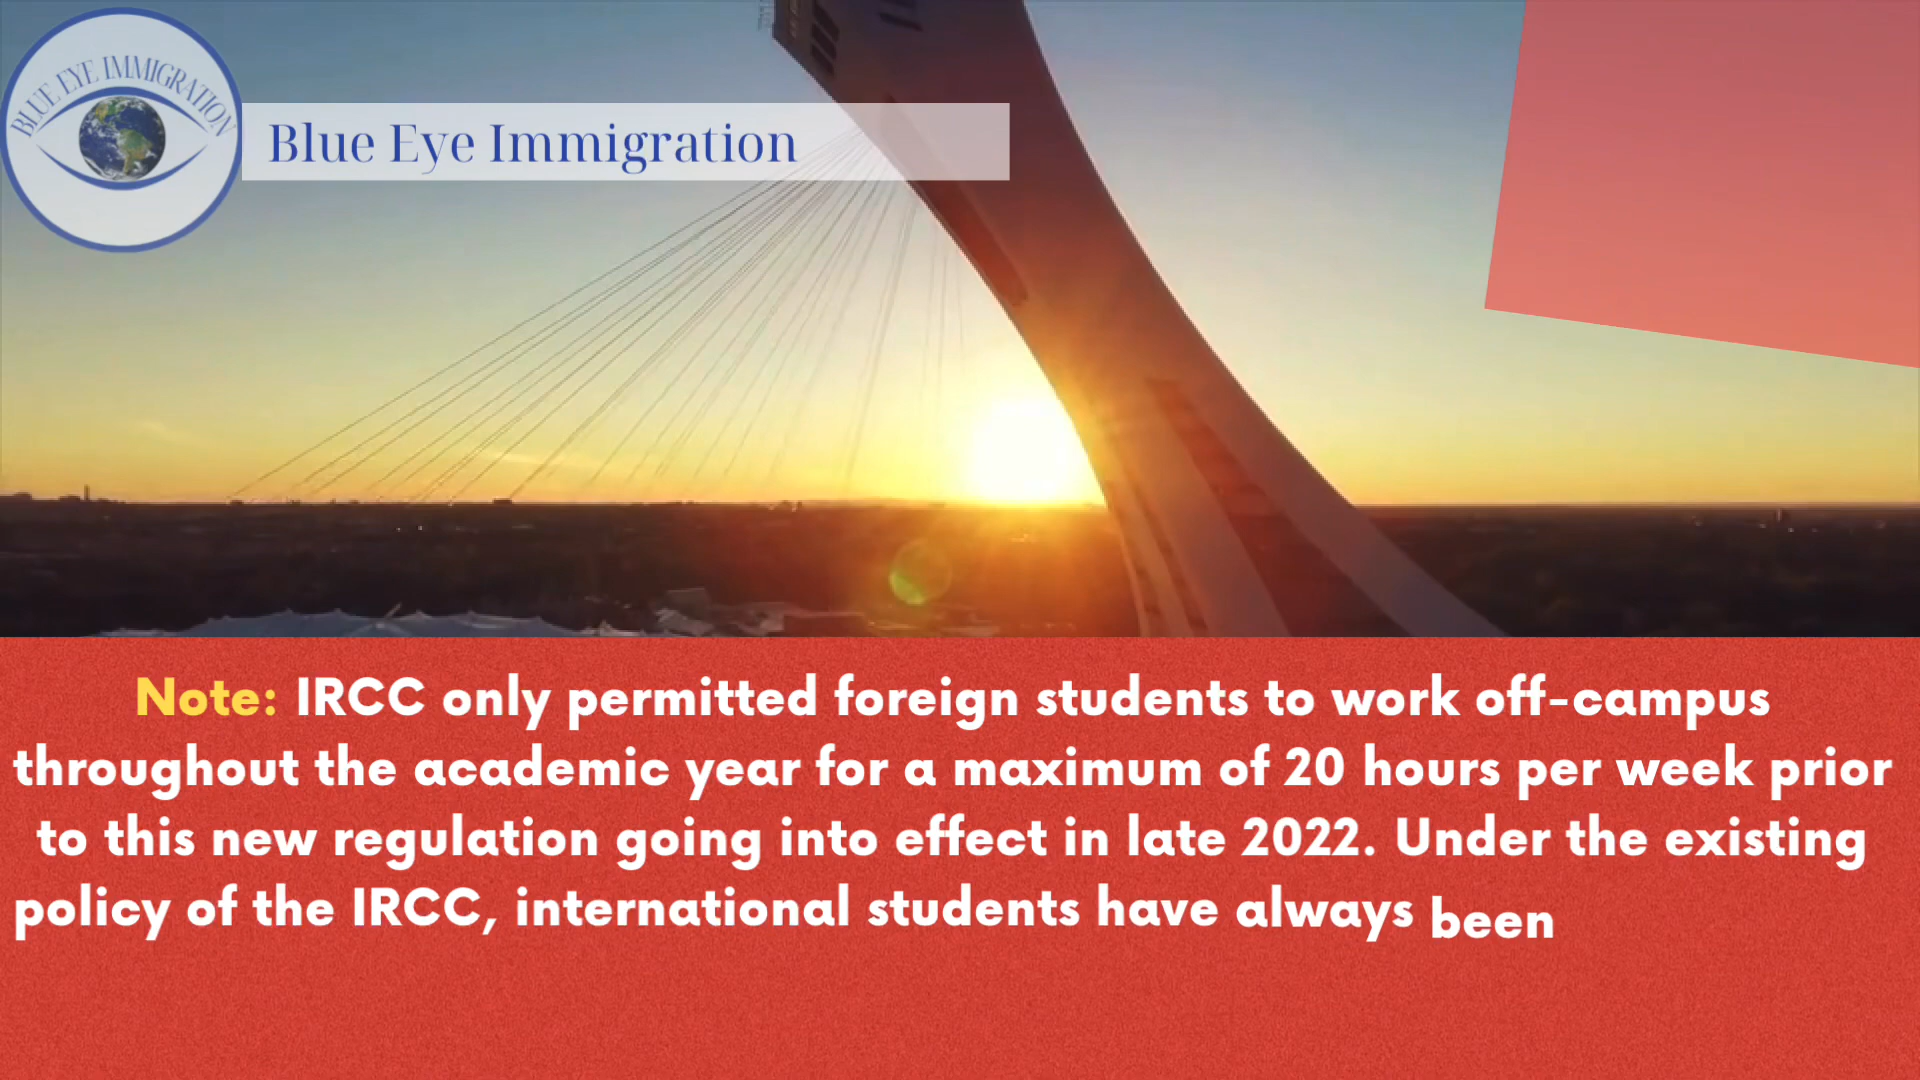 BLUE EYE IMMIGRATION
Blue Eye Immigration
Note: IRCC only permitted foreign students to work off-campus
throughout the academic year for a maximum of 20 hours per week prior
to this new regulation going into effect in late 2022. Under the existing
policy of the IRCC, international students have always been